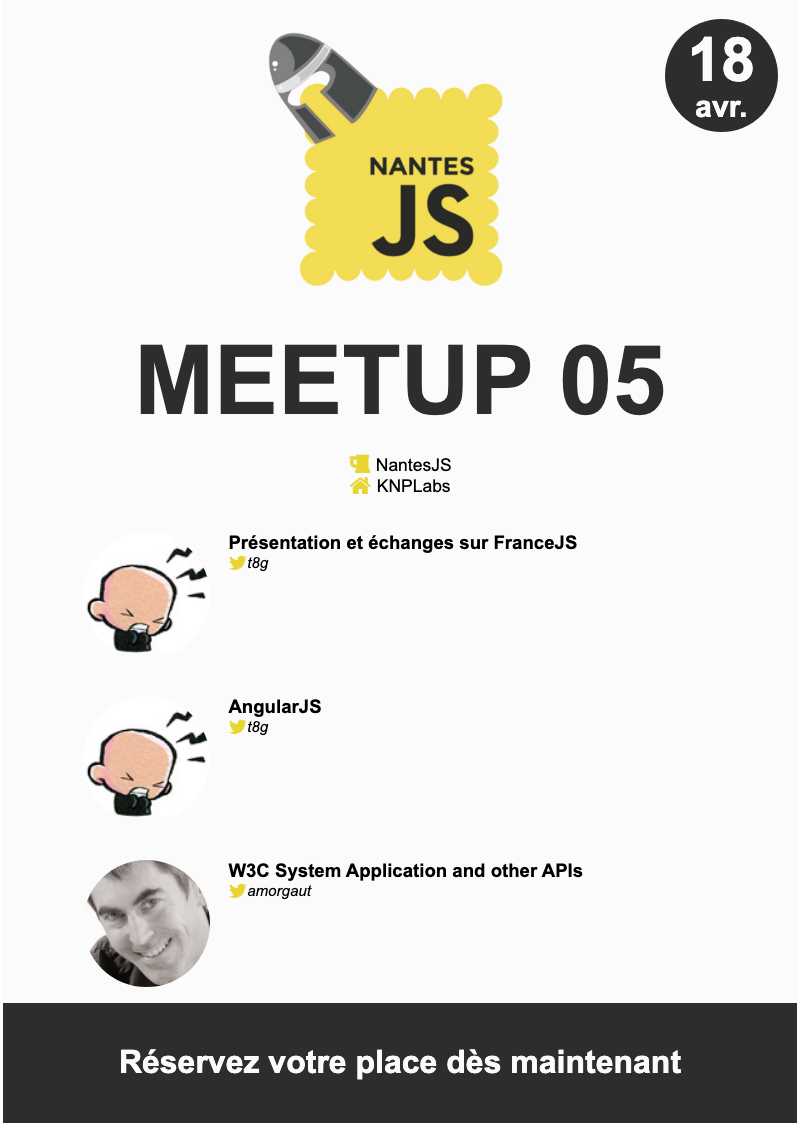 18
avr.
NANTES
JS
MEETUP 05
NantesJS
KNPLabs
Présentation et échanges sur FranceJS
t8g
AngularJS
t8g
W3C System Application and other APIs
amorgaut
Réservez votre place dès maintenant